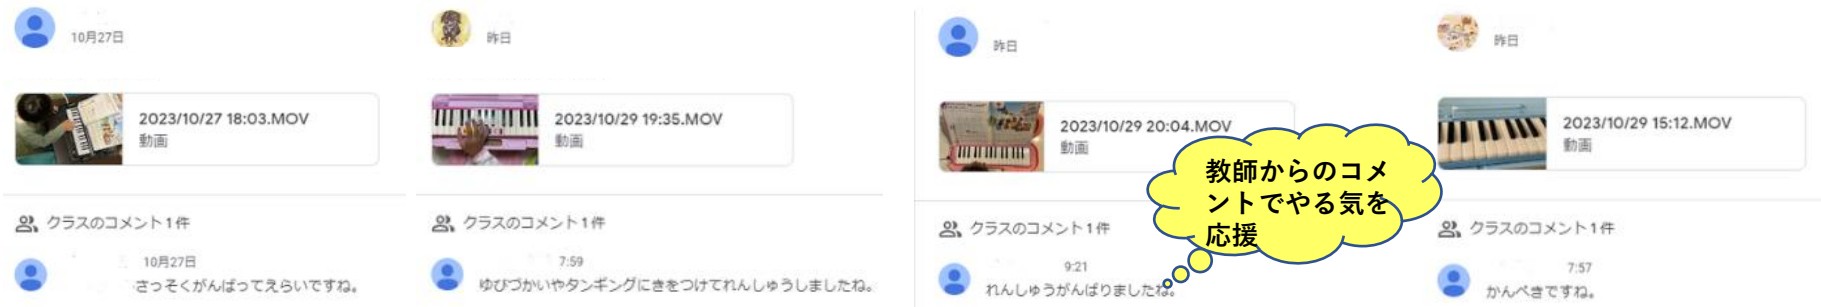 10月27日
2023/10/27 18:03.MOV
動画
クラスのコメント1件
10月27日
さっそくがんばってえらいですね。
昨日
2023/10/29 19:35.MOV
動画
クラスのコメント1件
7:59
ゆびづかいやタンギングにきをつけてれんしゅうしましたね。
昨日
2023/10/29 20:04.MOV
動画
クラスのコメント1件
9:21
れんしゅうがんばりましたね。
教師からのコメ
ントでやる気を
応援
昨日
2023/10/29 15:12.MOV
動画
クラスのコメント1件
7:57
かんぺきですね。